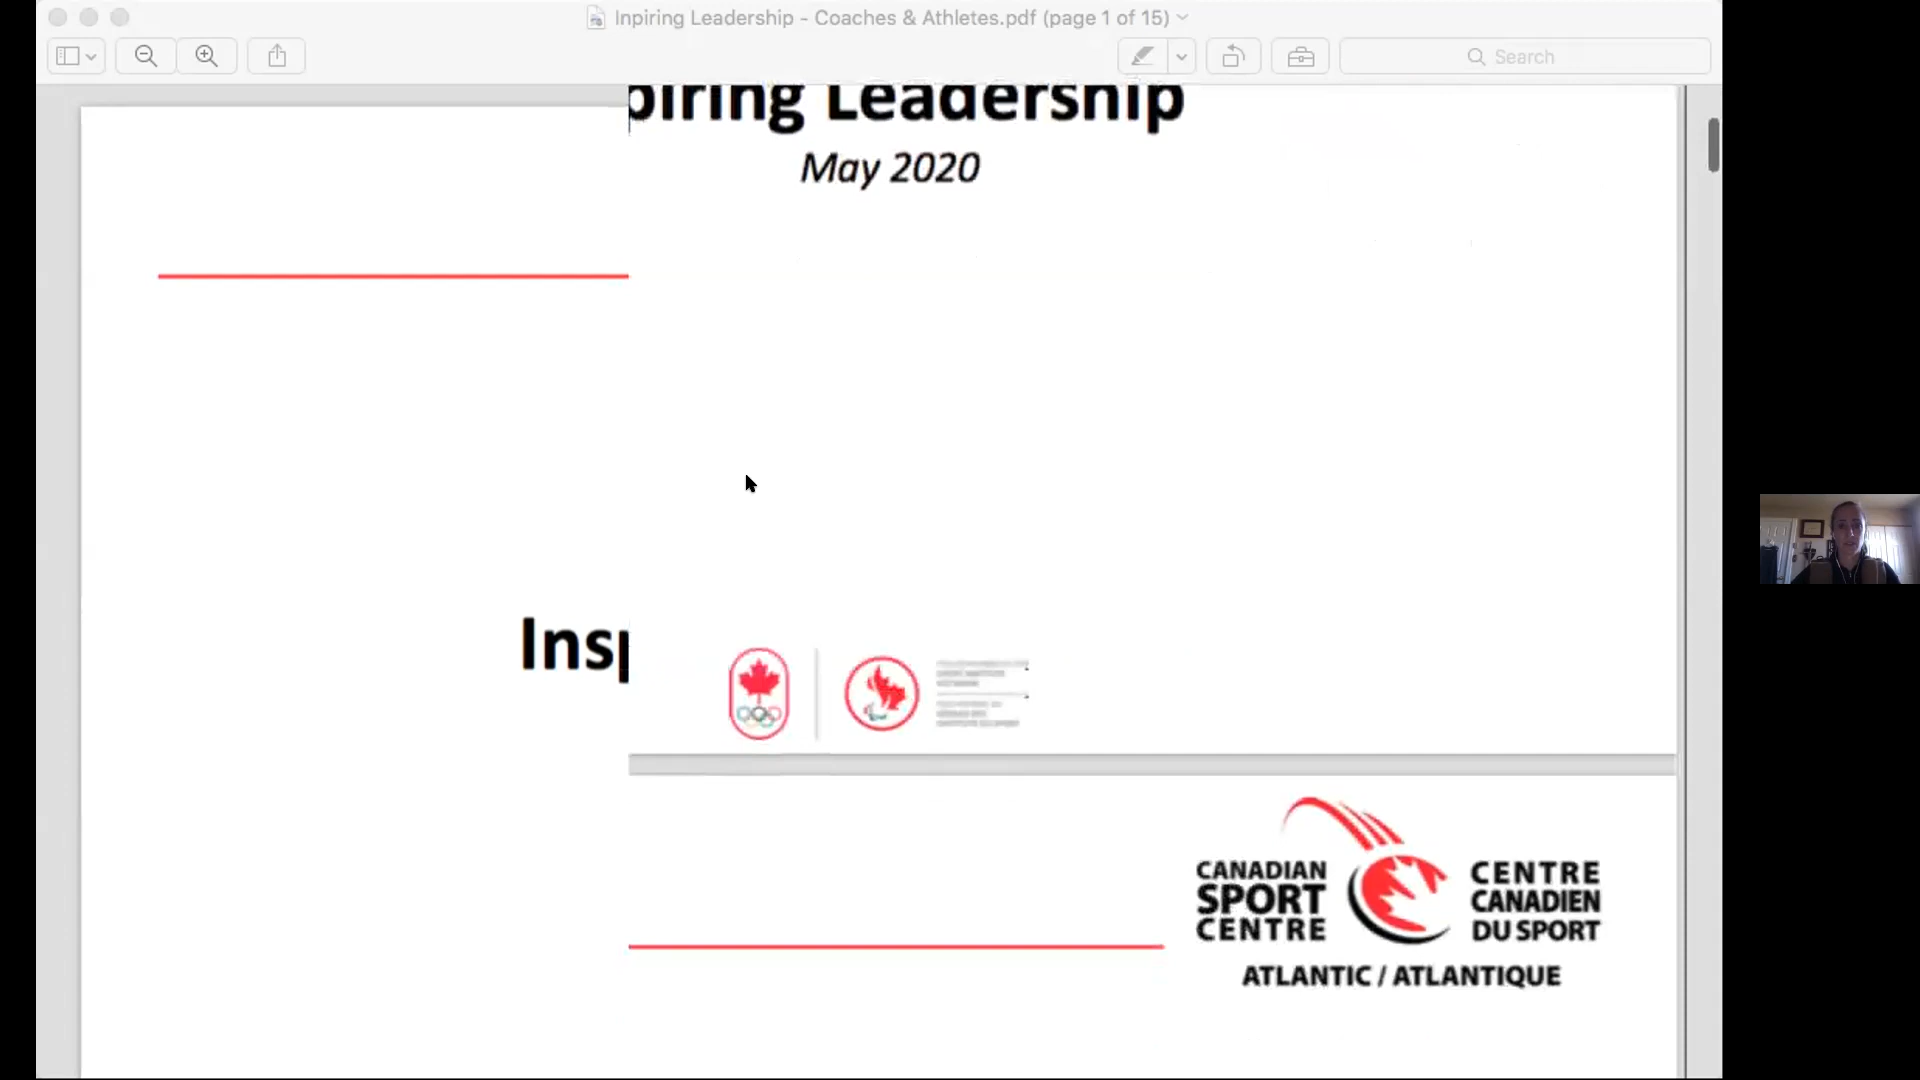 Inpiring Leadership - Coaches & Athletes.pdf (page 1 of 15)
Search
piring Leadership
May 2020
Insp
CANADIAN
SPORT
CENTRE
CENTRE
CANADIEN
DU SPORT
ATLANTIC / ATLANTIQUE